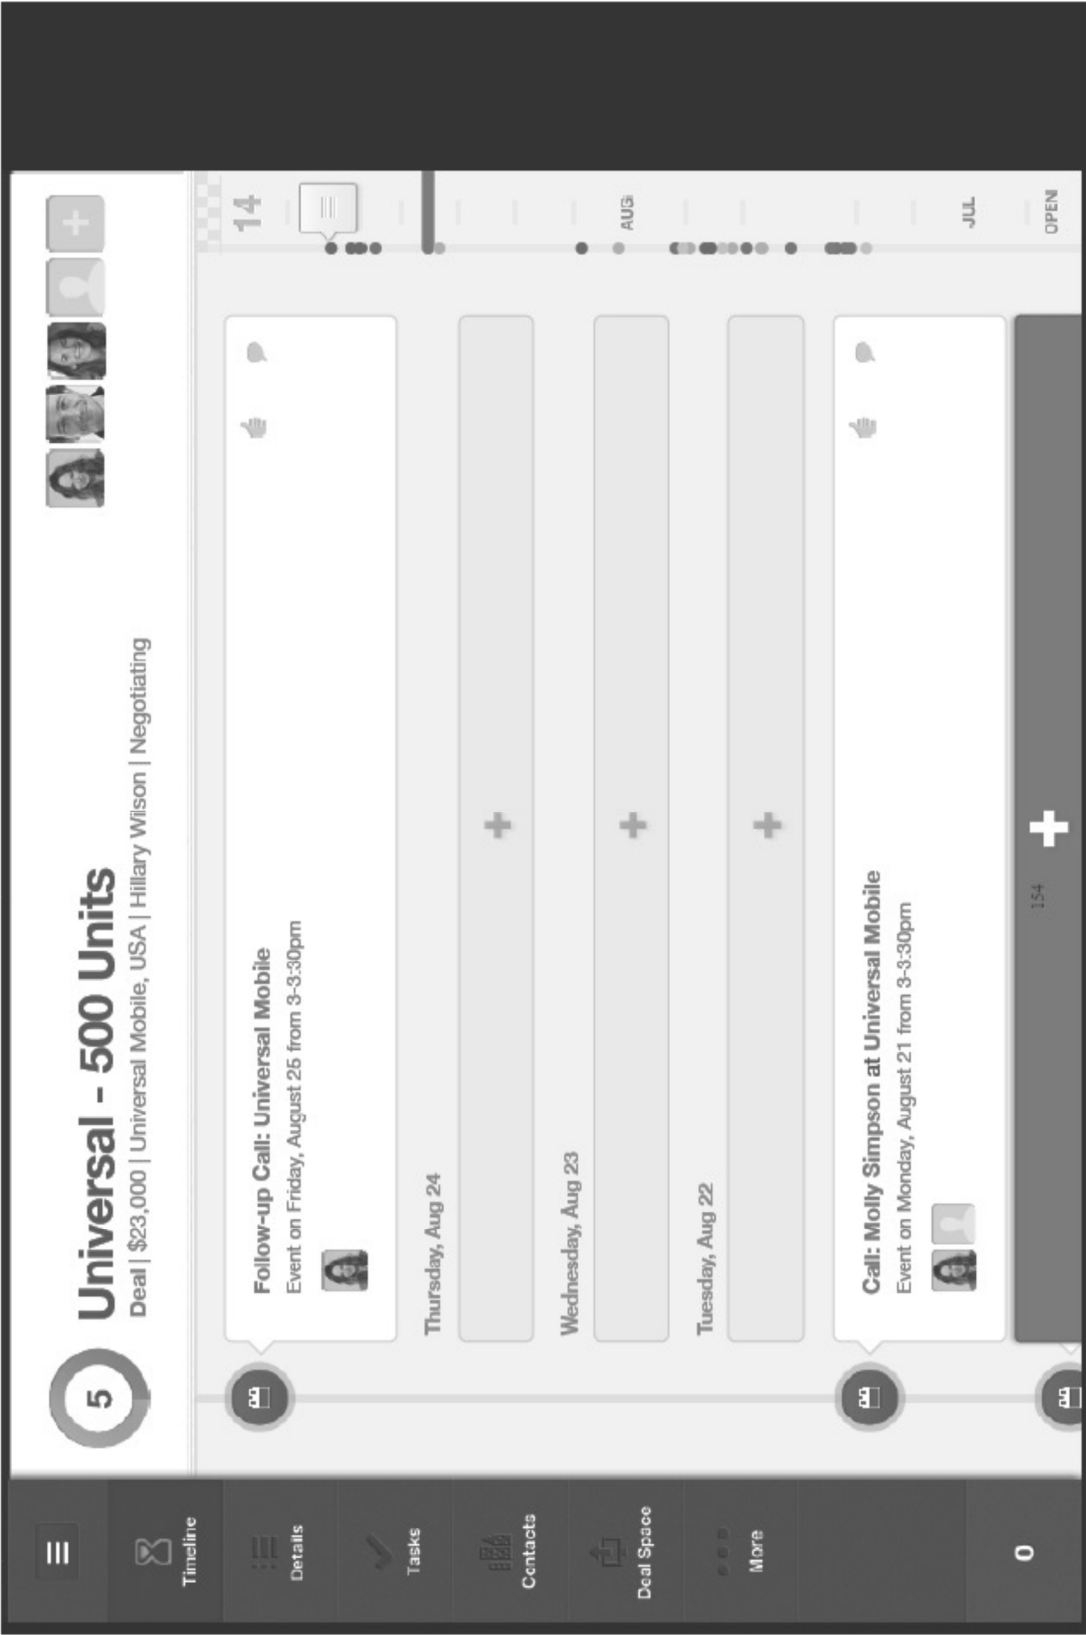 5
Universal - 500 Units
Deal | $23,000 | Universal Mobile, USA | Hillary Wison | Negotiating
Timeline
Details
Tasks
Contacts
Deal Space
More
0
Follow-up Call: Universal Mobile
Event on Friday, August 25 from 3-3:30pm
Thursday, Aug 24
Wednesday, Aug 23
Tuesday, Aug 22
Call: Molly Simpson at Universal Mobile
Event on Monday, August 21 from 3-3:30pm
154
14
AUG
JUL
OPEN